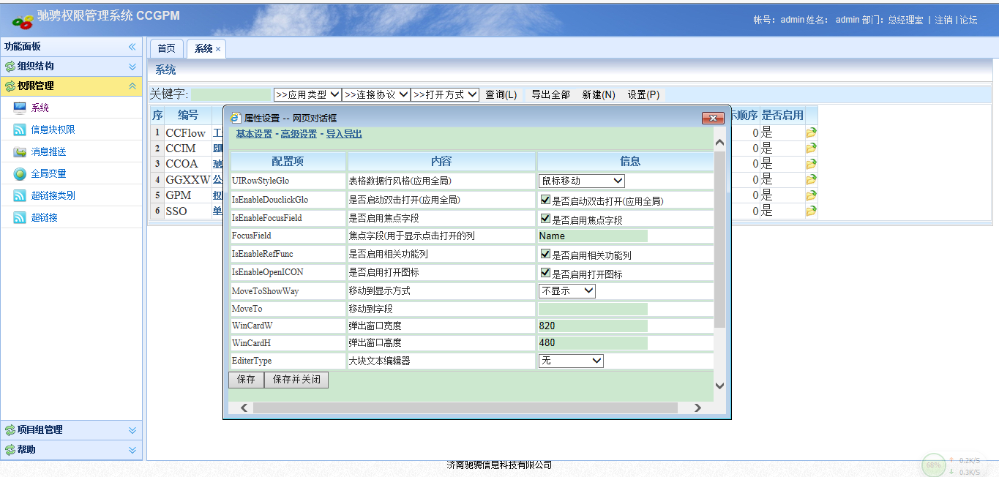 驰骋权限管理系统 CCGPM
帐号：admin 姓名： admin 部门：总经理室 | 注销 | 论坛
功能面板
组织结构
权限管理
系统
信息块权限
消息推送
全局变量
超链接类别
超链接
项目组管理
帮助
首页 系统 ×
系统
关键字: >>应用类型 >>连接协议 >>打开方式 查询(L) 导出全部 新建(N) 设置(P)
序 编号 示顺序 是否启用
1 CCFlow 工 0 是
2 CCIM 即 0 是
3 CCOA 驰 0 是
4 GGXXW 公 0 是
5 GPM 权 0 是
6 SSO 单 0 是
属性设置 -- 网页对话框
基本设置 - 高级设置 - 导入导出
配置项 内容 信息
UIRowStyleGlo 表格数据行风格(应用全局) 鼠标移动
IsEnableDouclickGlo 是否启动双击打开(应用全局) 是否启动双击打开(应用全局)
IsEnableFocusField 是否启用焦点字段 是否启用焦点字段
FocusField 焦点字段(用于显示点击打开的列 Name
IsEnableRefFunc 是否启用相关功能列 是否启用相关功能列
IsEnableOpenICON 是否启用打开图标 是否启用打开图标
MoveToShowWay 移动到显示方式 不显示
MoveTo 移动到字段
WinCardW 弹出窗口宽度 820
WinCardH 弹出窗口高度 480
EditerType 大块文本编辑器 无
保存 保存并关闭
济南驰骋信息科技有限公司
68%
↑ 0.2K/S
↓ 0.3K/S